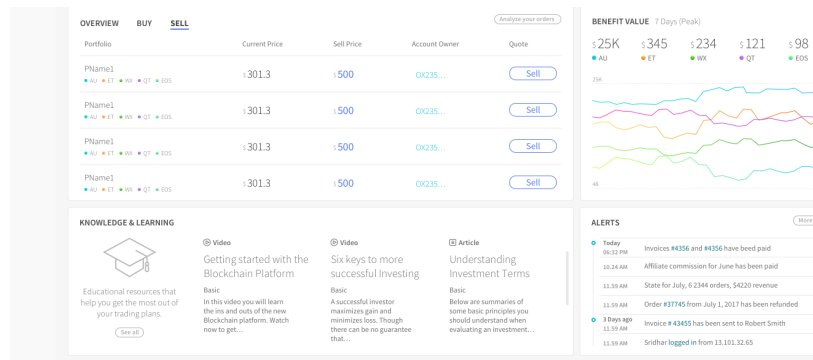 OVERVIEW BUY SELL
Analyze your orders
Portfolio Current Price Sell Price Account Owner Quote
PName1
AU ET WX QT EOS
$301.3 $500 OX235... Sell
PName1
AU ET WX QT EOS
$301.3 $500 OX235... Sell
PName1
AU ET WX QT EOS
$301.3 $500 OX235... Sell
PName1
AU ET WX QT EOS
$301.3 $500 OX235... Sell
BENEFIT VALUE 7 Days (Peak)
$25K $345 $234 $121 $98
AU ET WX QT EOS
25K
4K
KNOWLEDGE & LEARNING
Educational resources that
help you get the most out of
your trading plans.
See all
Video
Getting started with the
Blockchain Platform
Basic
In this video you will learn
the ins and outs of the new
Blockchain platform. Watch
now to get...
Video
Six keys to more
successful Investing
Basic
A successful investor
maximizes gain and
minimizes loss. Though
there can be no guarantee
that...
Article
Understanding
Investment Terms
Basic
Below are summaries of
some basic principles you
should understand when
evaluating an investment...
ALERTS
More
Today
06:32 PM Invoices #4356 and #4356 have beed paid
10.24 AM Affiliate commission for June has been paid
11.59 AM State for July, 6 2344 orders, $4220 revenue
11.59 AM Order #37745 from July 1, 2017 has been refunded
3 Days ago
11.59 AM Invoice # 43455 has been sent to Robert Smith
11.59 AM Sridhar logged in from 13.101.32.65